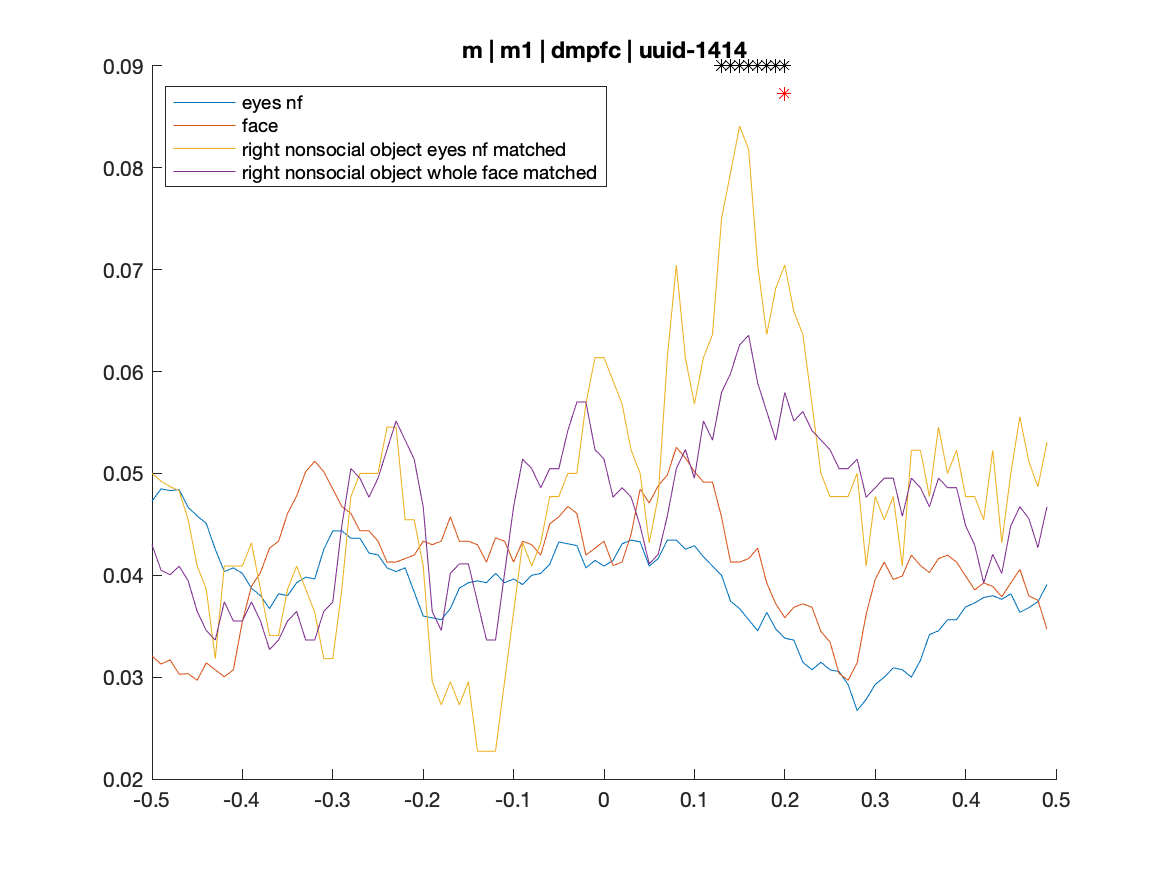 m | m1 | dmpfc | uuid-1414
0.09
0.08
0.07
0.06
0.05
0.04
0.03
0.02
eyes nf
face
right nonsocial object eyes nf matched
right nonsocial object whole face matched
-0.5 -0.4 -0.3 -0.2 -0.1 0 0.1 0.2 0.3 0.4 0.5